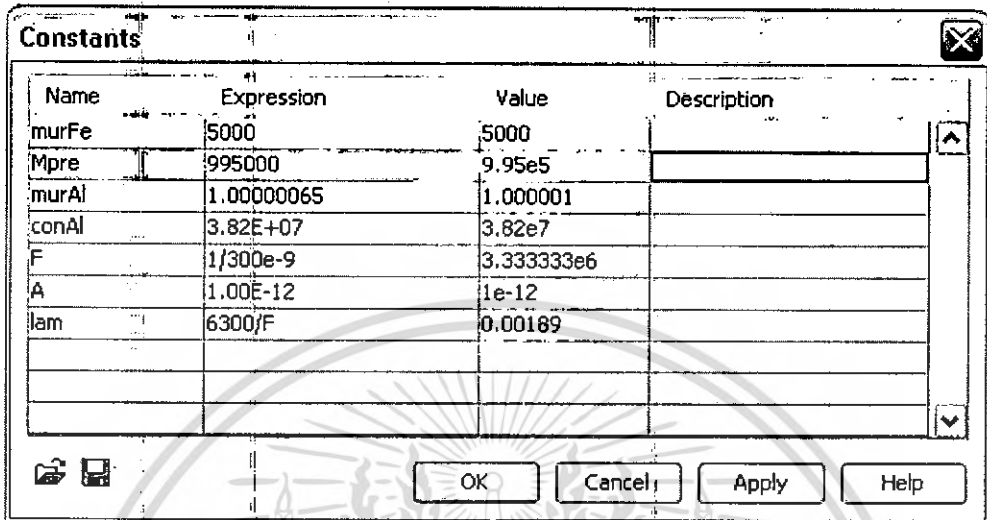 Constants
Name Expression Value Description
murFe 5000 5000
Mpre 995000 9.95e5
murAl 1.00000065 1.000001
conAl 3.82E+07 3.82e7
F 1/300e-9 3.333333e6
A 1.00E-12 1e-12
lam 6300/F 0.00189
OK Cancel Apply Help